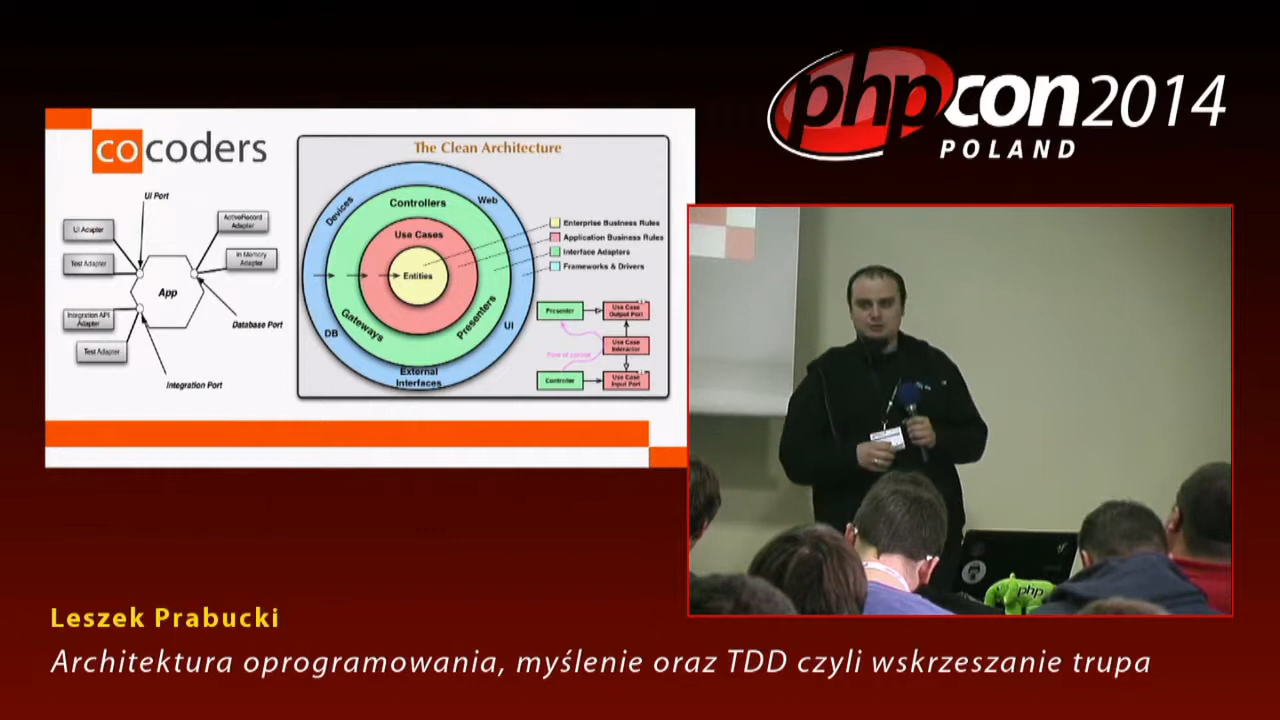 phpcon2014
POLAND
cocoders
UI Port
UI Adapter
Test Adapter
Integration API
Adapter
Test Adapter
App
ActiveRecord
Adapter
In Memory
Adapter
Database Port
Integration Port
The Clean Architecture
Devices
Web
Controllers
Use Cases
Entities
Gateways
Presenters
DB
UI
External
Interfaces
Enterprise Business Rules
Application Business Rules
Interface Adapters
Frameworks & Drivers
Presenter
Use Case
Output Port
Use Case
Interactor
Flow of control
Controller
Use Case
Input Port
php
Leszek Prabucki
Architektura oprogramowania, myślenie oraz TDD czyli wskrzeszanie trupa